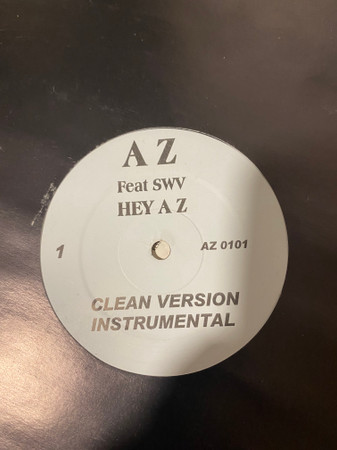 A Z
Feat SWV
HEY A Z
1
AZ 0101
CLEAN VERSION
INSTRUMENTAL